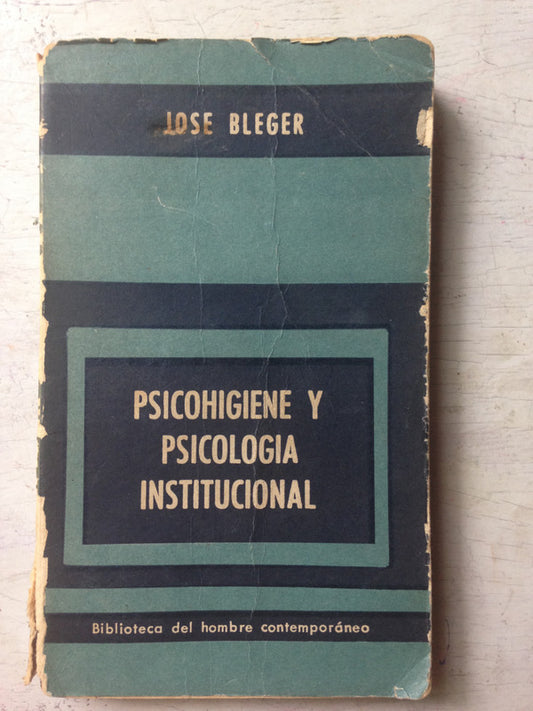 JOSE BLEGER
PSICOHIGIENE Y
PSICOLOGIA
INSTITUCIONAL
Biblioteca del hombre contemporáneo